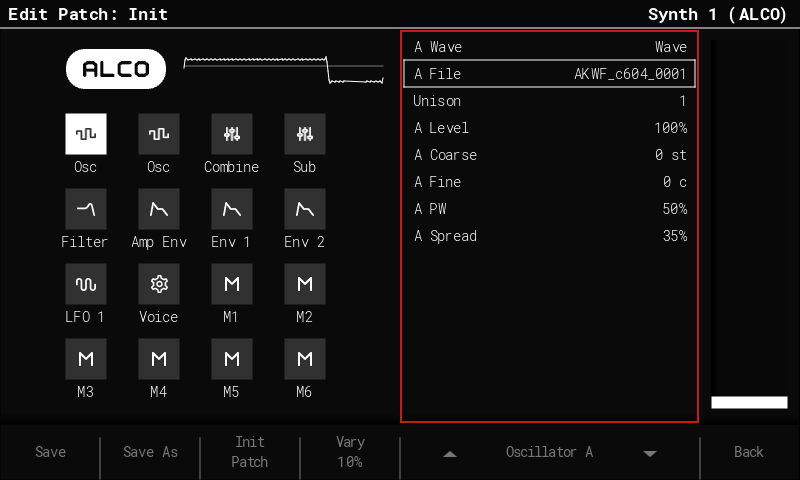 Edit Patch: Init
Synth 1 (ALCO)
ALCO
Osc
Osc
Combine
Sub
Filter
Amp Env
Env 1
Env 2
LFO 1
Voice
M
M1
M
M2
M
M3
M
M4
M
M5
M
M6
A Wave Wave
A File AKWF_c604_0001
Unison 1
A Level 100%
A Coarse 0 st
A Fine 0 c
A PW 50%
A Spread 35%
Save
Save As
Init
Patch
Vary
10%
Oscillator A
Back